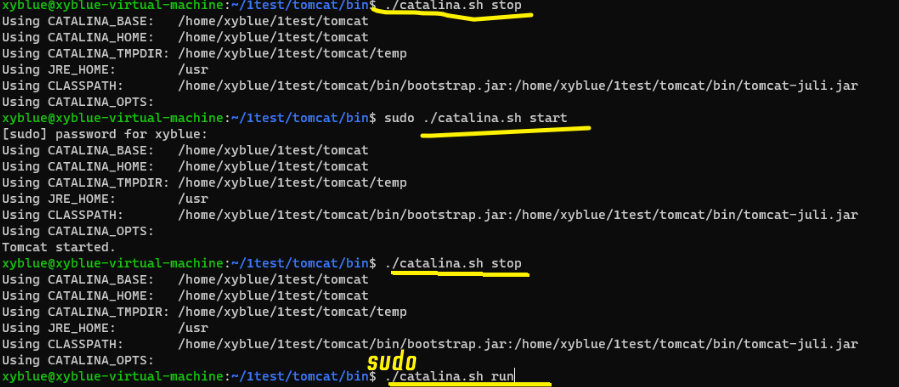 xyblue@xyblue-virtual-machine:~/1test/tomcat/bin$ ./catalina.sh stop
Using CATALINA_BASE:   /home/xyblue/1test/tomcat
Using CATALINA_HOME:   /home/xyblue/1test/tomcat
Using CATALINA_TMPDIR: /home/xyblue/1test/tomcat/temp
Using JRE_HOME:        /usr
Using CLASSPATH:       /home/xyblue/1test/tomcat/bin/bootstrap.jar:/home/xyblue/1test/tomcat/bin/tomcat-juli.jar
Using CATALINA_OPTS:
xyblue@xyblue-virtual-machine:~/1test/tomcat/bin$ sudo ./catalina.sh start
[sudo] password for xyblue:
Using CATALINA_BASE:   /home/xyblue/1test/tomcat
Using CATALINA_HOME:   /home/xyblue/1test/tomcat
Using CATALINA_TMPDIR: /home/xyblue/1test/tomcat/temp
Using JRE_HOME:        /usr
Using CLASSPATH:       /home/xyblue/1test/tomcat/bin/bootstrap.jar:/home/xyblue/1test/tomcat/bin/tomcat-juli.jar
Using CATALINA_OPTS:
Tomcat started.
xyblue@xyblue-virtual-machine:~/1test/tomcat/bin$ ./catalina.sh stop
Using CATALINA_BASE:   /home/xyblue/1test/tomcat
Using CATALINA_HOME:   /home/xyblue/1test/tomcat
Using CATALINA_TMPDIR: /home/xyblue/1test/tomcat/temp
Using JRE_HOME:        /usr
Using CLASSPATH:       /home/xyblue/1test/tomcat/bin/bootstrap.jar:/home/xyblue/1test/tomcat/bin/tomcat-juli.jar
Using CATALINA_OPTS:
sudo
xyblue@xyblue-virtual-machine:~/1test/tomcat/bin$ ./catalina.sh run